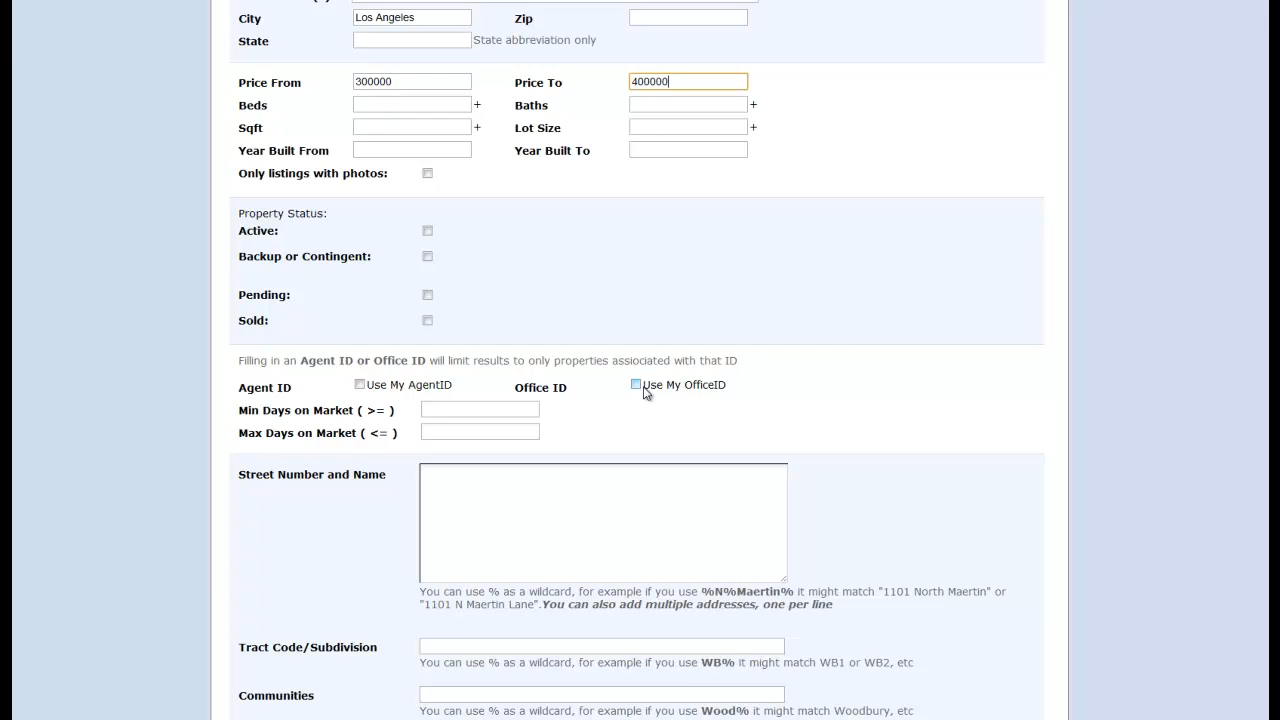 City Los Angeles Zip
State State abbreviation only
Price From 300000 Price To 400000
Beds + Baths +
Sqft + Lot Size +
Year Built From Year Built To
Only listings with photos:
Property Status:
Active:
Backup or Contingent:
Pending:
Sold:
Filling in an Agent ID or Office ID will limit results to only properties assiociated with that ID
Agent ID Use My AgentID Office ID Use My OfficeID
Min Days on Market ( >= )
Max Days on Market ( <= )
Street Number and Name
You can use % as a wildcard, for example if you use %N%Maertin% it might match "1101 North Maertin" or
"1101 N Maertin Lane".You can also add multiple addresses, one per line
Tract Code/Subdivision
You can use % as a wildcard, for example if you use WB% it might match WB1 or WB2, etc
Communities
You can use % as a wildcard, for example if you use Wood% it might match Woodbury, etc